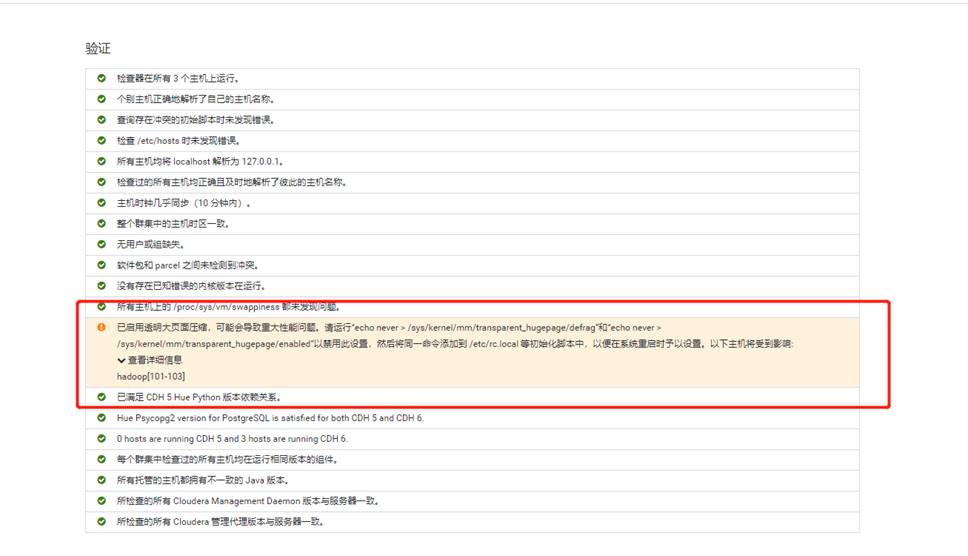 验证
检查器在所有 3 个主机上运行。
个别主机正确地解析了自己的主机名称。
查询存在冲突的初始脚本时未发现错误。
检查 /etc/hosts 时未发现错误。
所有主机均将 localhost 解析为 127.0.0.1。
检查过的所有主机均正确且及时地解析了彼此的主机名称。
主机时钟几乎同步（10 分钟内）。
整个群集中的主机时区一致。
无用户或组缺失。
软件包和 parcel 之间未检测到冲突。
没有存在已知错误的内核版本在运行。
所有主机上的 /proc/sys/vm/swappiness 都未发现问题。
已启用透明大页面压缩，可能会导致重大性能问题。请运行"echo never > /sys/kernel/mm/transparent_hugepage/defrag"和"echo never >
/sys/kernel/mm/transparent_hugepage/enabled"以禁用此设置，然后将同一命令添加到 /etc/rc.local 等初始化脚本中，以便在系统重启时予以设置。以下主机将受到影响:
查看详细信息
hadoop[101-103]
已满足 CDH 5 Hue Python 版本依赖关系。
Hue Psycopg2 version for PostgreSQL is satisfied for both CDH 5 and CDH 6.
0 hosts are running CDH 5 and 3 hosts are running CDH 6.
每个群集中检查过的所有主机均在运行相同版本的组件。
所有托管的主机都拥有不一致的 Java 版本。
所检查的所有 Cloudera Management Daemon 版本与服务器一致。
所检查的所有 Cloudera 管理代理版本与服务器一致。